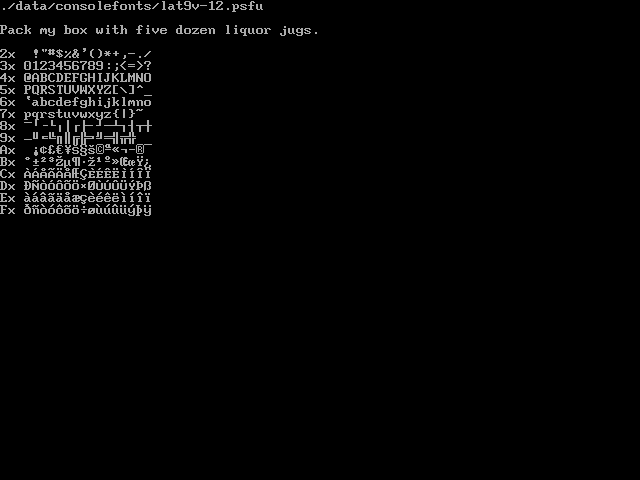 ./data/consolefonts/lat9v-12.psfu
Pack my box with five dozen liquor jugs.
2x  !"#$%&'()*+,-./
3x 0123456789:;<=>?
4x @ABCDEFGHIJKLMNO
5x PQRSTUVWXYZ[\]^_
6x `abcdefghijklmno
7x pqrstuvwxyz{|}~
8x
9x
Ax  ¡¢£€¥Š§š©ª«¬-®¯
Bx °±²³Žµ¶·ž¹º»ŒœŸ¿
Cx ÀÁÂÃÄÅÆÇÈÉÊËÌÍÎÏ
Dx ÐÑÒÓÔÕÖ×ØÙÚÛÜÝÞß
Ex àáâãäåæçèéêëìíîï
Fx ðñòóôõö÷øùúûüýþÿ